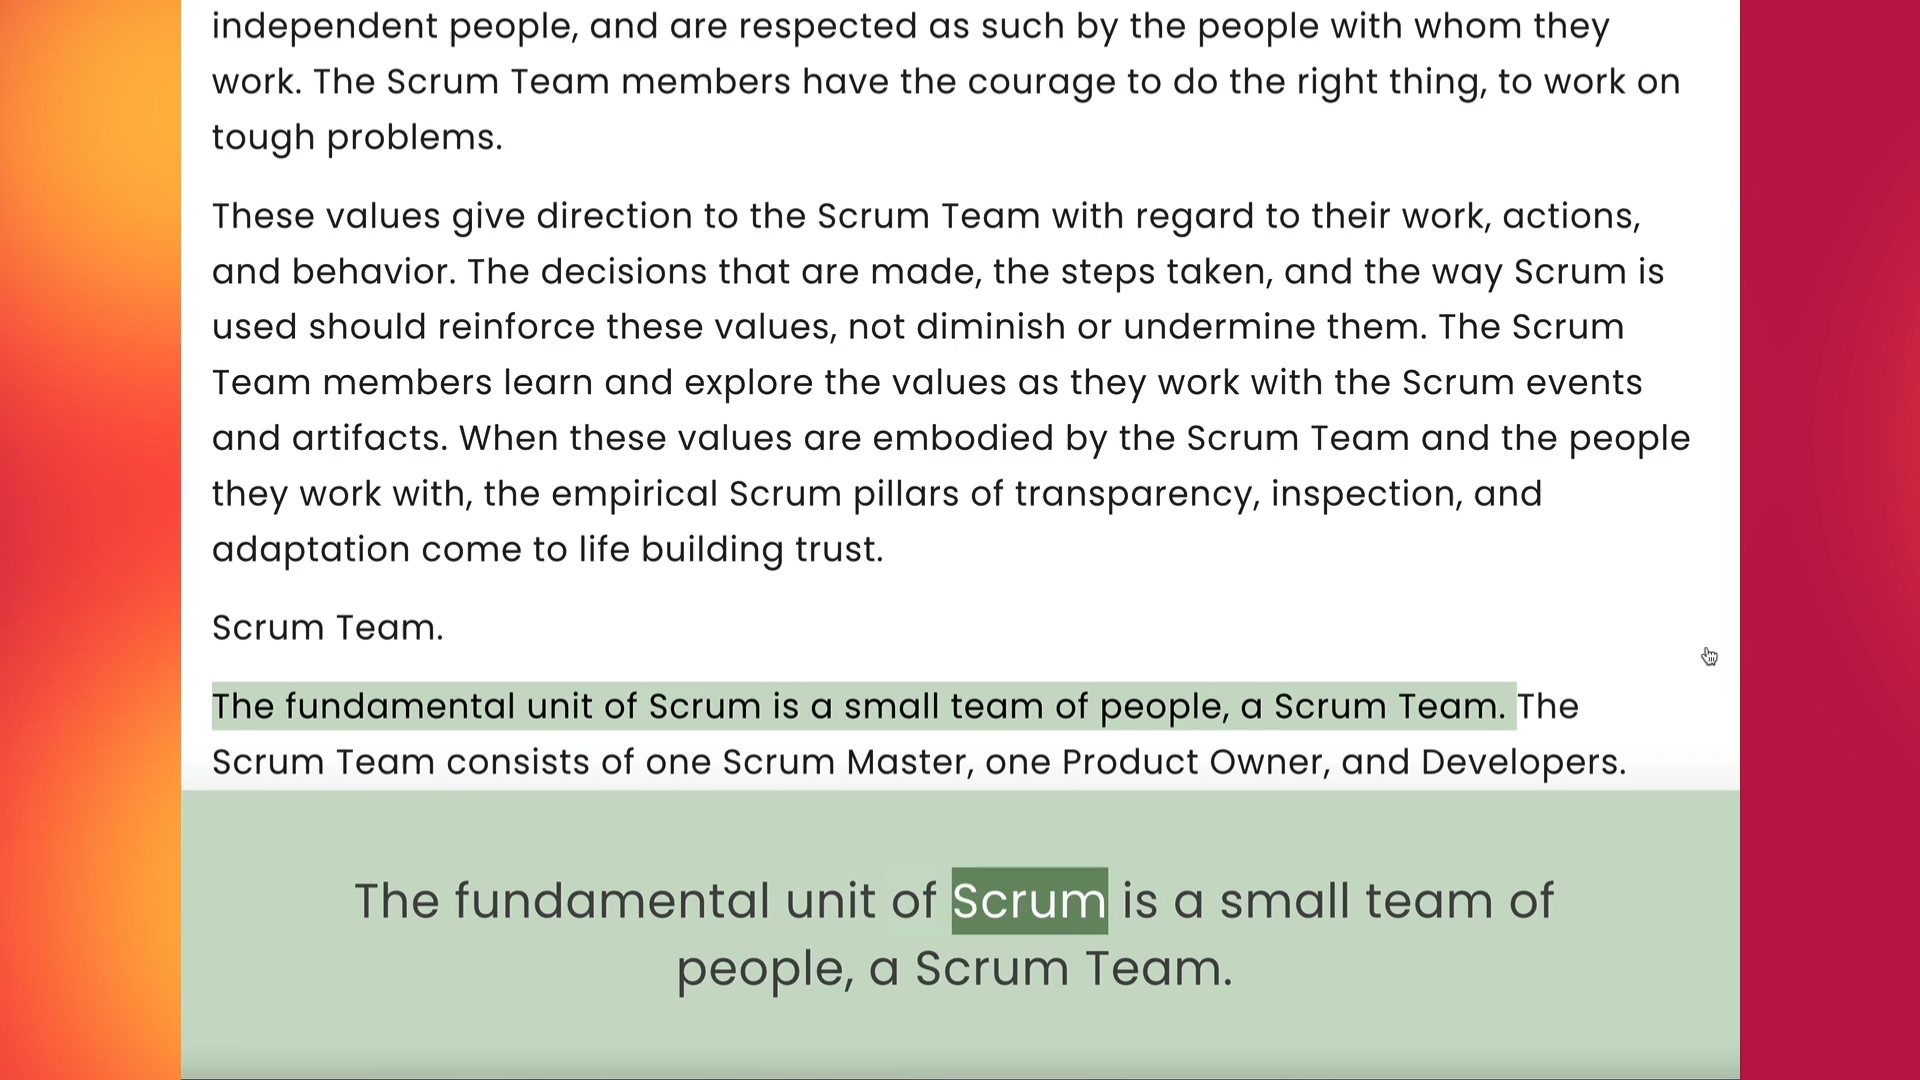 independent people, and are respected as such by the people with whom they
work. The Scrum Team members have the courage to do the right thing, to work on
tough problems.
These values give direction to the Scrum Team with regard to their work, actions,
and behavior. The decisions that are made, the steps taken, and the way Scrum is
used should reinforce these values, not diminish or undermine them. The Scrum
Team members learn and explore the values as they work with the Scrum events
and artifacts. When these values are embodied by the Scrum Team and the people
they work with, the empirical Scrum pillars of transparency, inspection, and
adaptation come to life building trust.
Scrum Team.
The fundamental unit of Scrum is a small team of people, a Scrum Team. The
Scrum Team consists of one Scrum Master, one Product Owner, and Developers.
The fundamental unit of Scrum is a small team of
people, a Scrum Team.